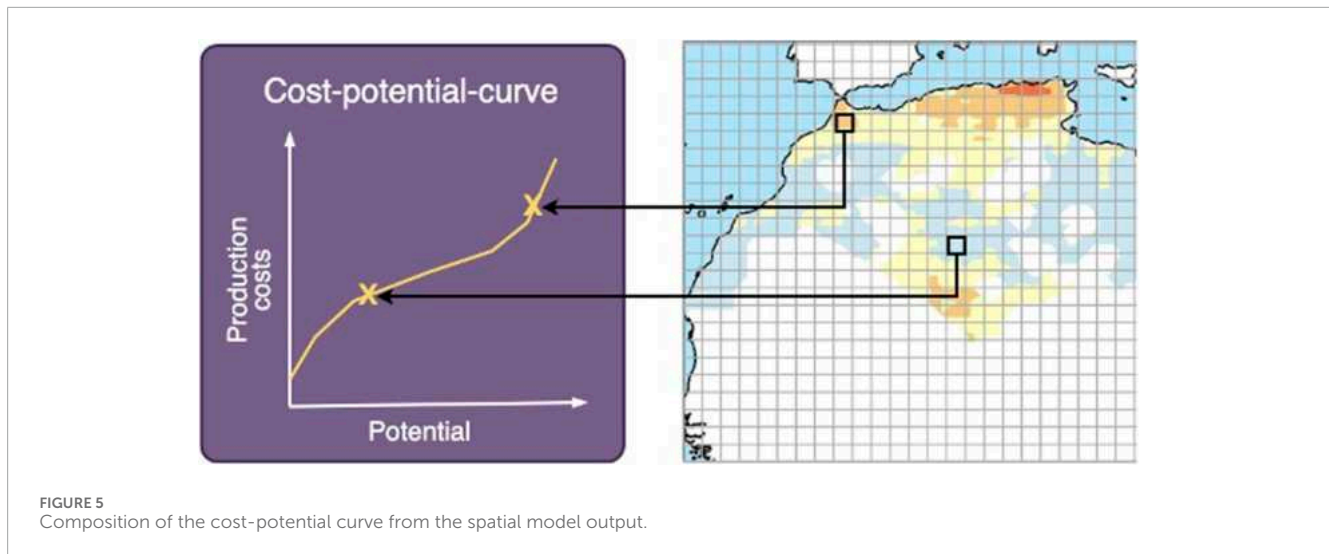 Cost-potential-curve
Production
costs
Potential
FIGURE 5
Composition of the cost-potential curve from the spatial model output.